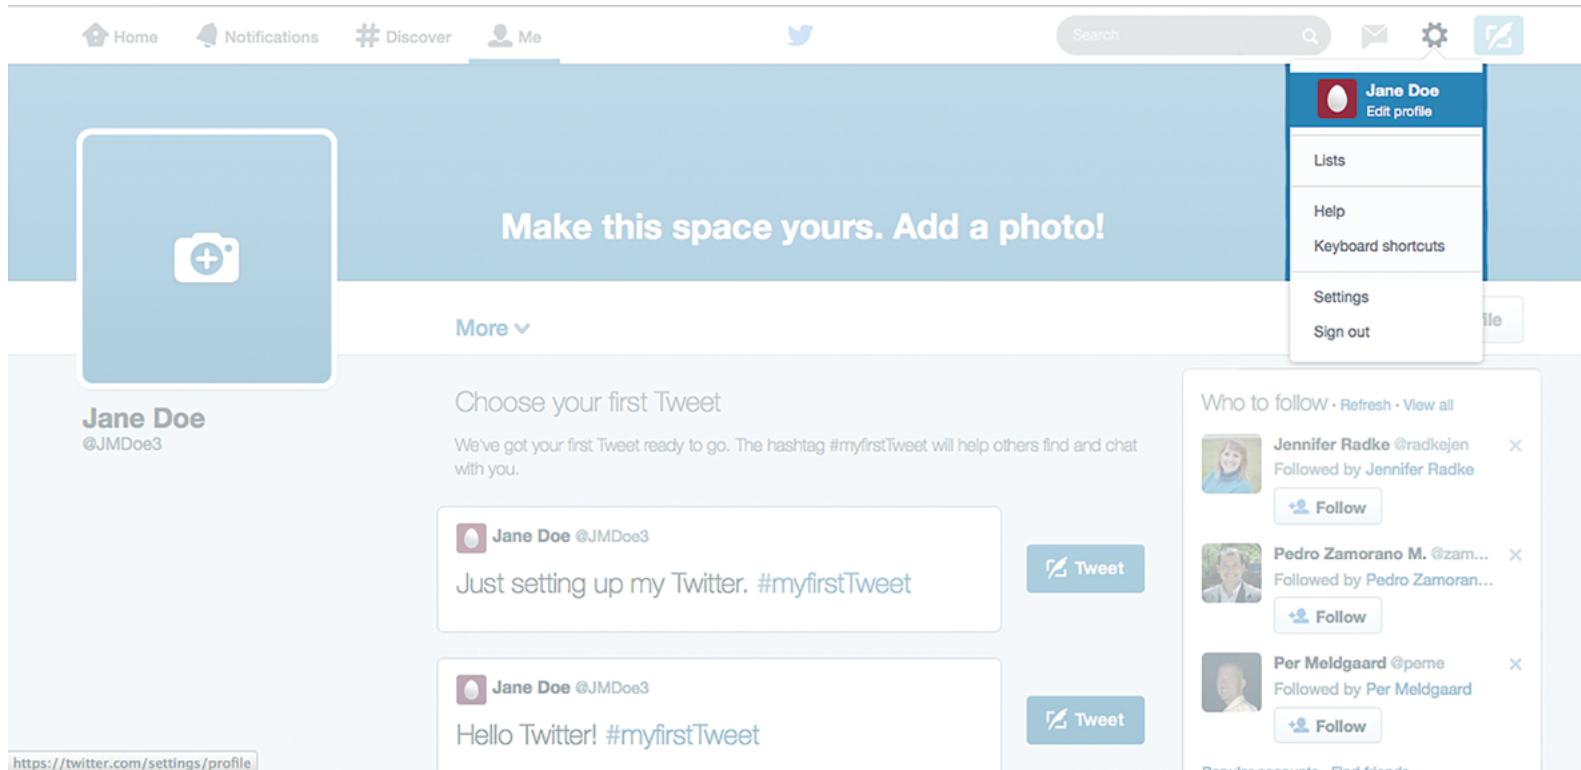 Home
Notifications
Discover
Me
Search
Jane Doe
Edit profile
Lists
Help
Keyboard shortcuts
Settings
Sign out
Make this space yours. Add a photo!
More
ile
Jane Doe
@JMDoe3
Choose your first Tweet
We've got your first Tweet ready to go. The hashtag #myfirstTweet will help others find and chat
with you.
Jane Doe @JMDoe3
Just setting up my Twitter. #myfirstTweet
Tweet
Jane Doe @JMDoe3
Hello Twitter! #myfirstTweet
Tweet
Who to follow · Refresh · View all
Jennifer Radke @radkejen
Followed by Jennifer Radke
Follow
Pedro Zamorano M. @zam...
Followed by Pedro Zamoran...
Follow
Per Meldgaard @peme
Followed by Per Meldgaard
Follow
Popular accounts · Find friends
https://twitter.com/settings/profile